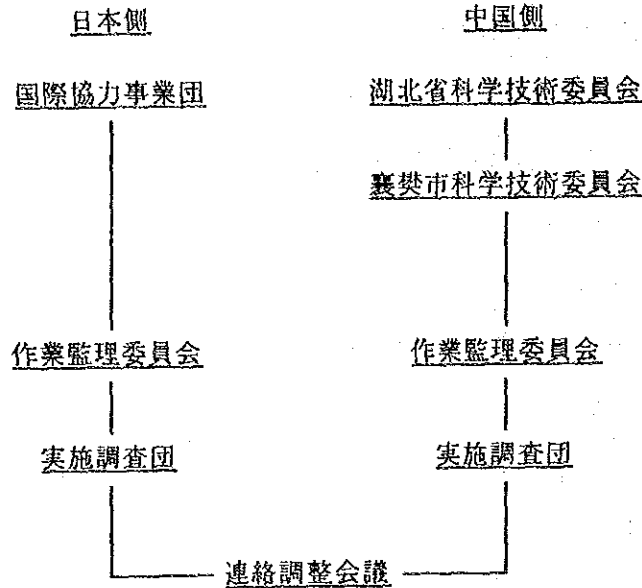 日本側 中国側
国際協力事業団 湖北省科学技術委員会
襄樊市科学技術委員会
作業監理委員会 作業監理委員会
実施調査団 実施調査団
連絡調整会議